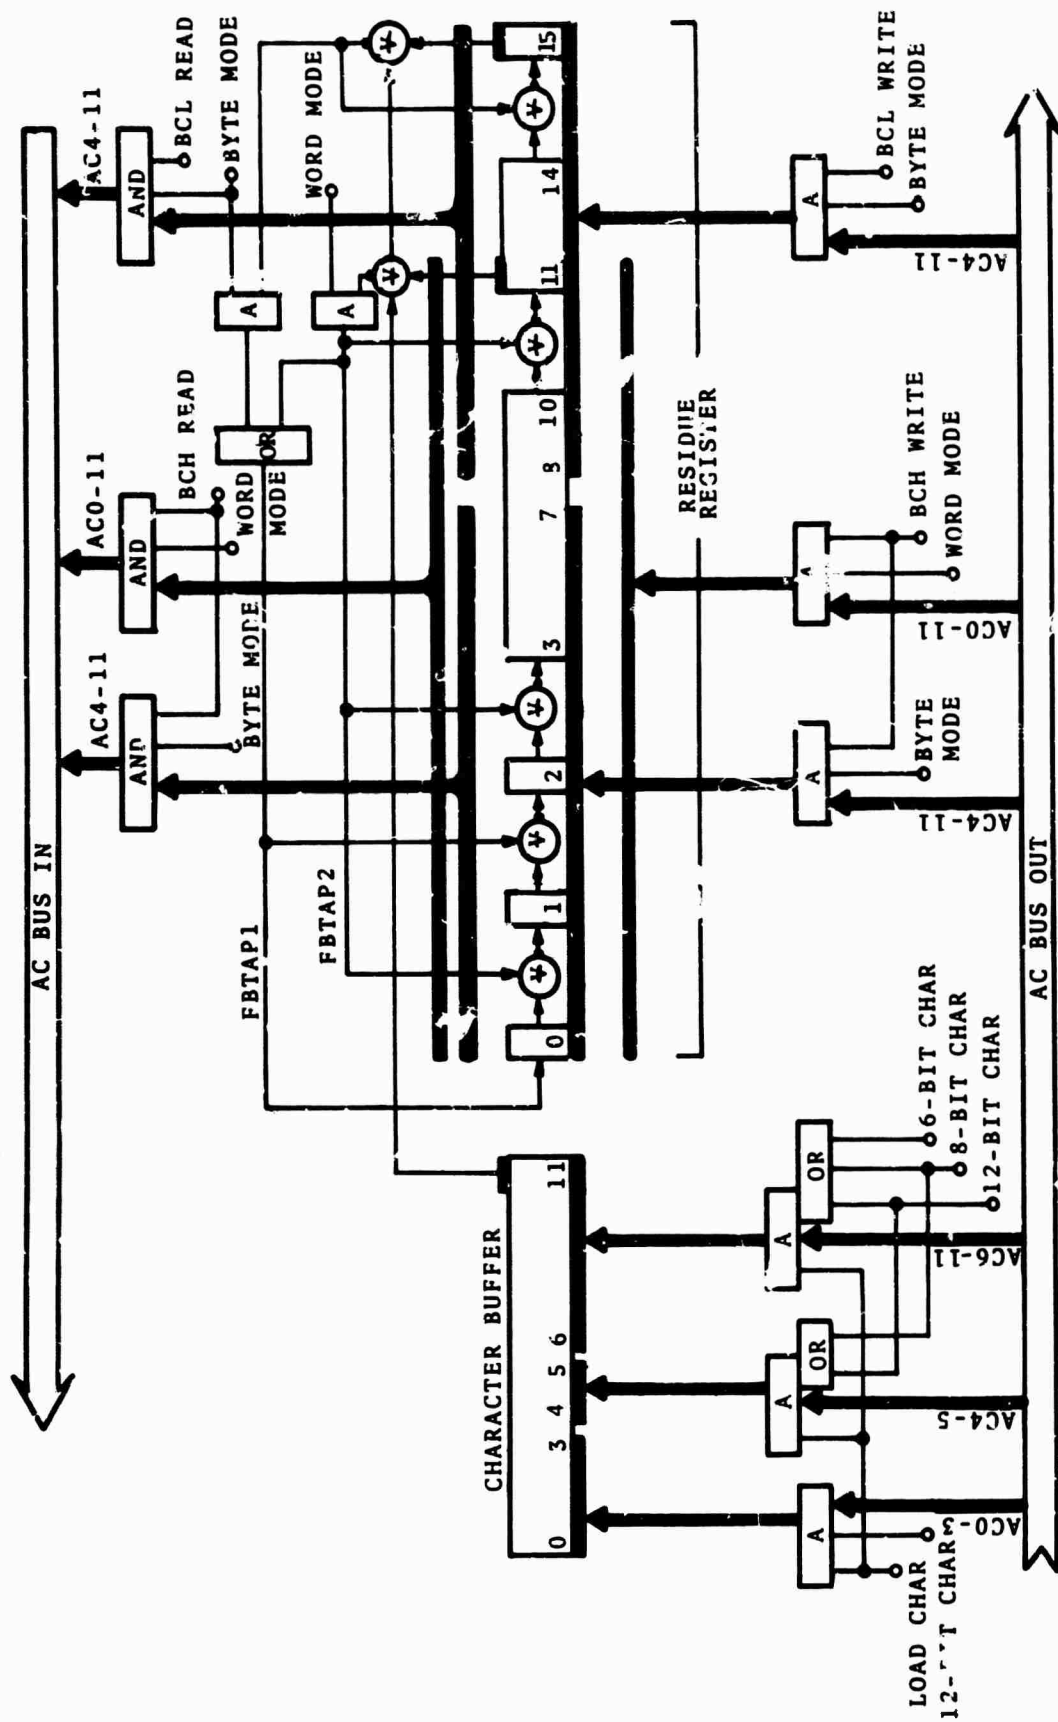 AC BUS IN
AC4-11
AC0-11
AC4-11
AND
AND
AND
BCH READ
WORD
MODE
BYTE MODE
BCL READ
BYTE MODE
WORD MODE
A
A
OR
FBTAP1
FBTAP2
CHARACTER BUFFER
0 3 4 5 6 11
0 1 2 3 7 8 10 11 14 15
RESIDUE
REGISTER
A
A
A
OR
OR
LOAD CHAR
AC0-3
AC4-5
AC6-11
6-BIT CHAR
8-BIT CHAR
12-BIT CHAR
A
A
A
AC4-11
BYTE
MODE
AC0-11
BCH WRITE
WORD MODE
AC4-11
BCL WRITE
BYTE MODE
AC BUS OUT